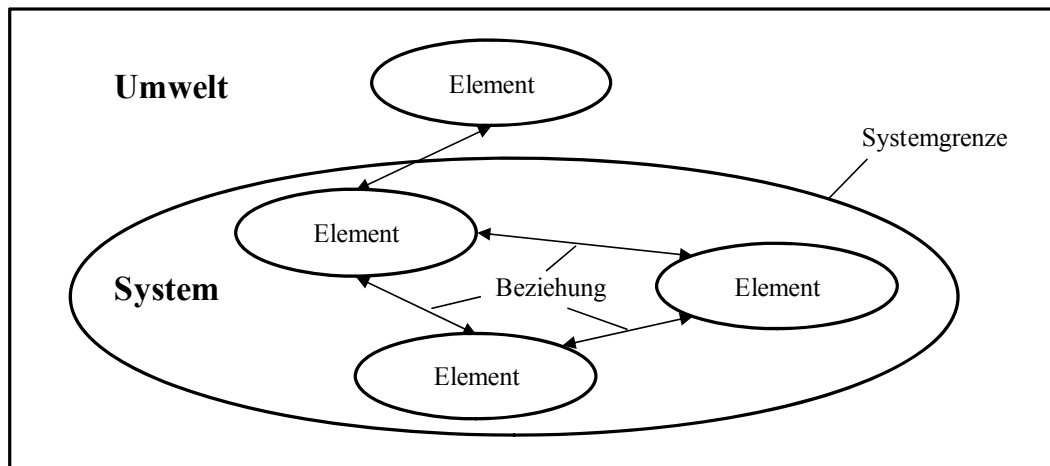 Element
Umwelt
Systemgrenze
Element
System
Beziehung
Element
Element